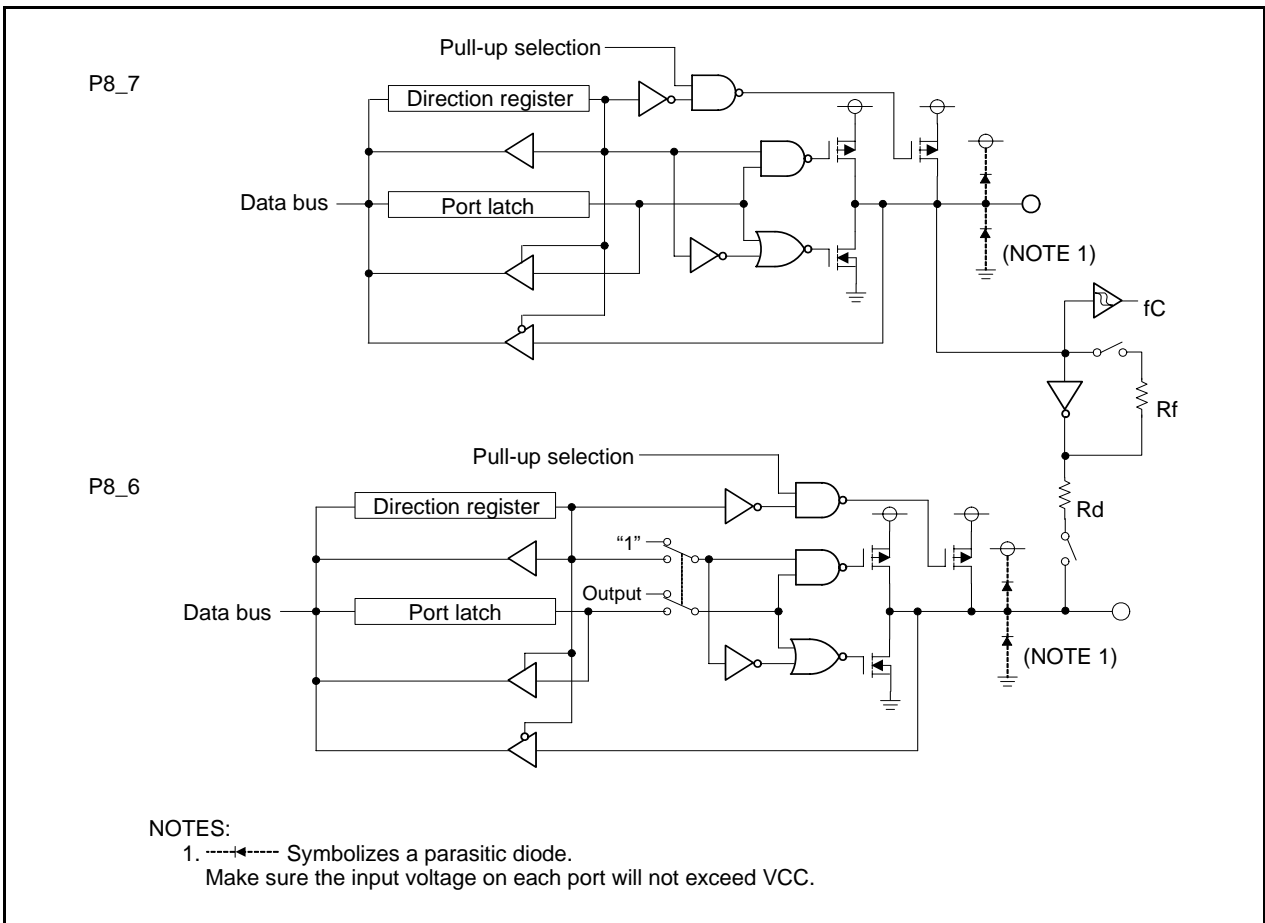 Pull-up selection
P8_7
Direction register
Data bus
Port latch
(NOTE 1)
fC
Rf
Pull-up selection
P8_6
Direction register
Rd
“1”
Output
Data bus
Port latch
(NOTE 1)
NOTES:
1. Symbolizes a parasitic diode.
Make sure the input voltage on each port will not exceed VCC.